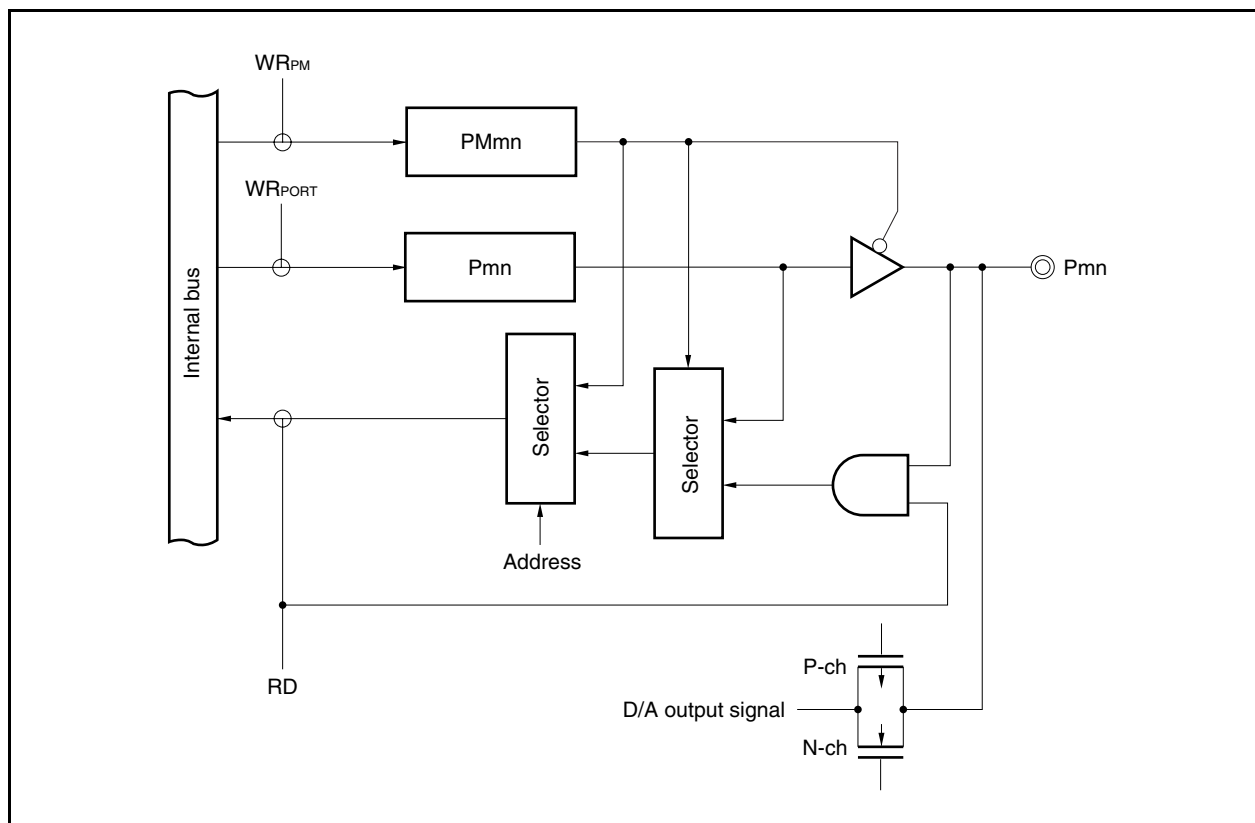 WRPM
PMmn
WRPORT
Pmn
Pmn
Internal bus
Selector
Selector
Address
RD
P-ch
D/A output signal
N-ch